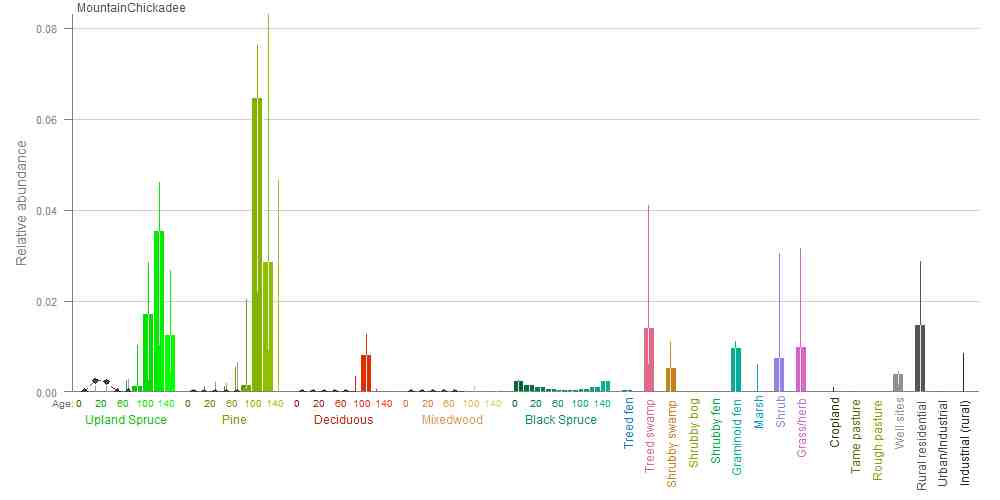 MountainChickadee
0.08
0.06
0.04
0.02
0.00
Relative abundance
Age: 0 20 60 100 140 0 20 60 100 140 0 20 60 100 140 0 20 60 100 140 0 20 60 100 140
Upland Spruce Pine Deciduous Mixedwood Black Spruce
Treed fen
Treed swamp
Shrubby swamp
Shrubby bog
Shrubby fen
Graminoid fen
Marsh
Shrub
Grass/herb
Cropland
Tame pasture
Rough pasture
Well sites
Rural residential
Urban/Industrial
Industrial (rural)